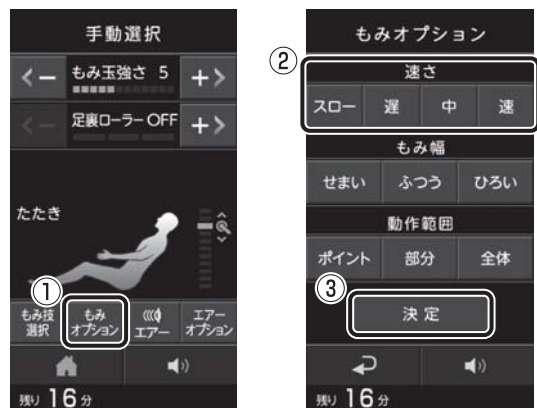 手動選択
< − もみ玉強さ 5 + >
< − 足裏ローラー OFF + >
たたき
①
もみ技
選択
もみ
オプション
エアー
エアー
オプション
残り 16分
もみオプション
②
速さ
スロー 遅 中 速
もみ幅
せまい ふつう ひろい
動作範囲
ポイント 部分 全体
③
決定
残り 16分